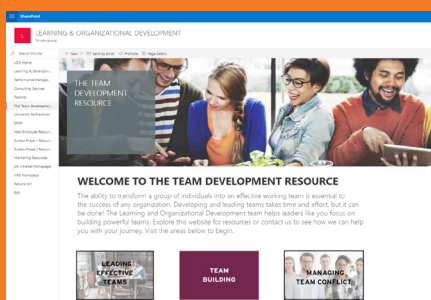 SharePoint
L
LEARNING & ORGANIZATIONAL DEVELOPMENT
Private group
Search this site
+ New
Send by email
Promote
Page details
Home
Learning & Developm...
Performance Manage...
Consulting Services
Toolkits
The Team Developme...
University Partnerships
New Employee Resour...
Mentoring Resources
Recycle bin
Edit
THE TEAM
DEVELOPMENT
RESOURCE
WELCOME TO THE TEAM DEVELOPMENT RESOURCE
The ability to transform a group of individuals into an effective working team is essential to
the success of any organization. Developing and leading teams takes time and effort, but it can
be done! The Learning and Organizational Development team helps leaders like you focus on
building powerful teams. Explore this website for resources or contact us to see how we can help
you with your journey. Visit the areas below to begin.
LEADING
EFFECTIVE
TEAMS
TEAM
BUILDING
MANAGING
TEAM CONFLICT